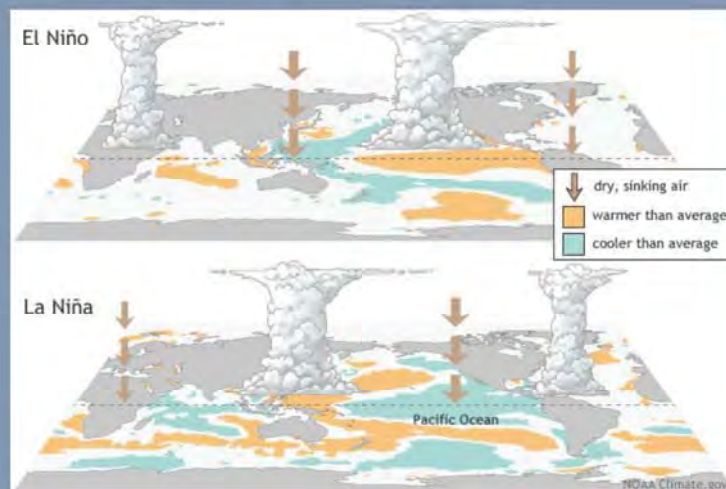 El Niño
dry, sinking air
warmer than average
cooler than average
La Niña
Pacific Ocean
NOAA Climate.gov